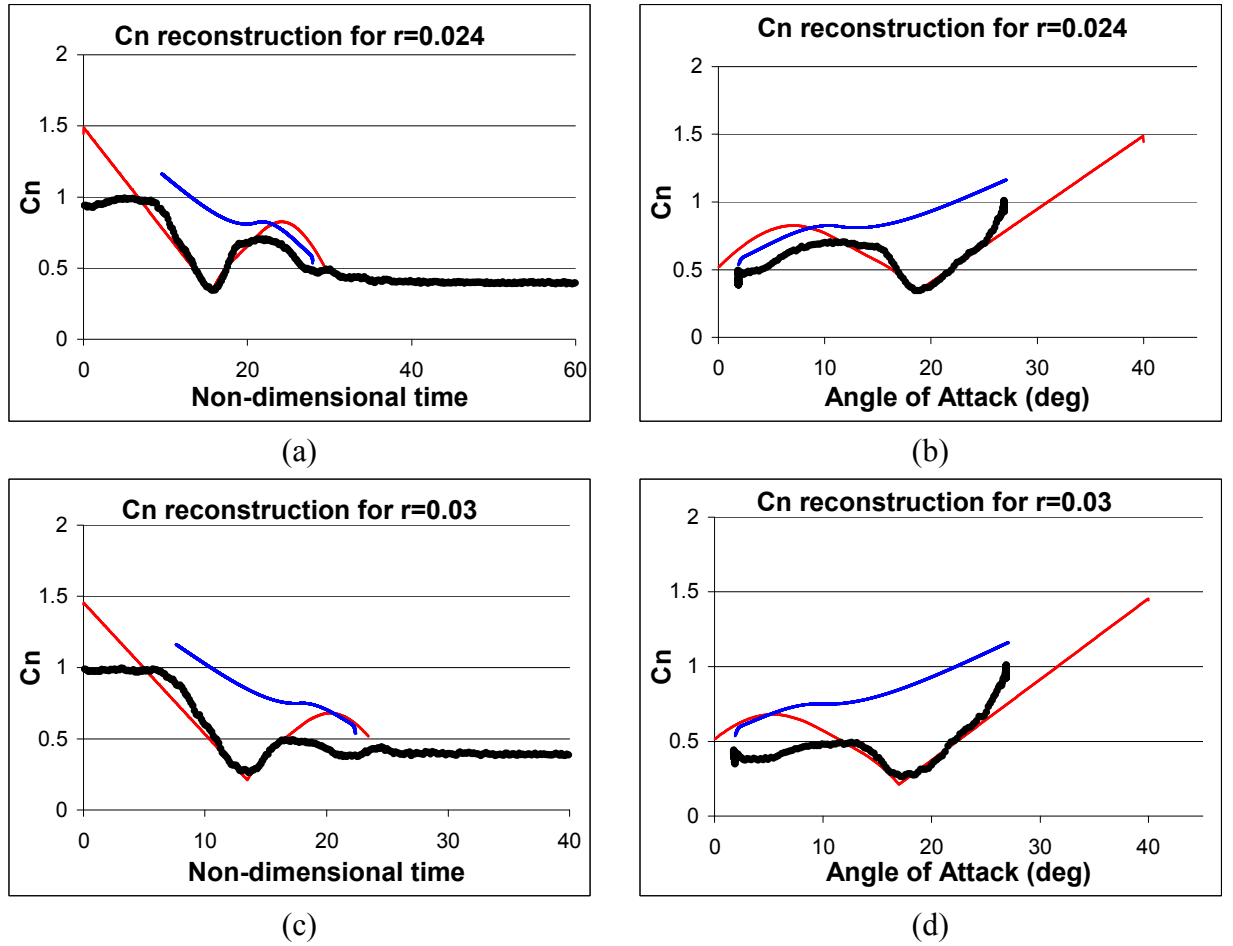 Cn reconstruction for r=0.024
2
1.5
1
0.5
0
Cn
0
20
40
60
Non-dimensional time
(a)
Cn reconstruction for r=0.024
2
1.5
1
0.5
0
Cn
0
10
20
30
40
Angle of Attack (deg)
(b)
Cn reconstruction for r=0.03
2
1.5
1
0.5
0
Cn
0
10
20
30
40
Non-dimensional time
(c)
Cn reconstruction for r=0.03
2
1.5
1
0.5
0
Cn
0
10
20
30
40
Angle of Attack (deg)
(d)